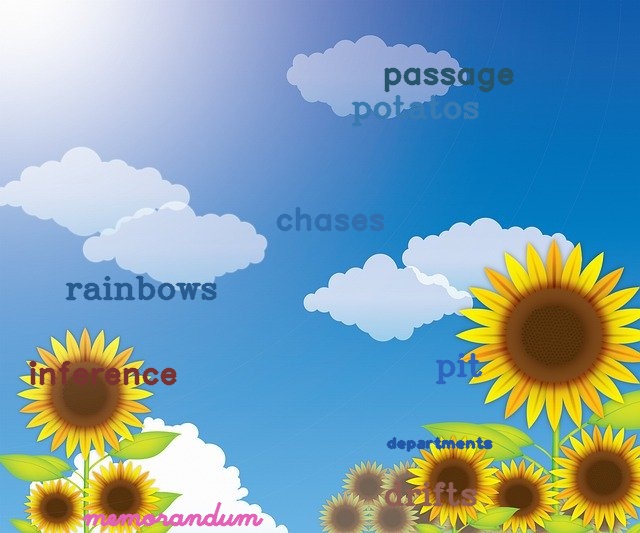 passage
potatos
chases
rainbows
pit
inference
departments
drifts
memorandum